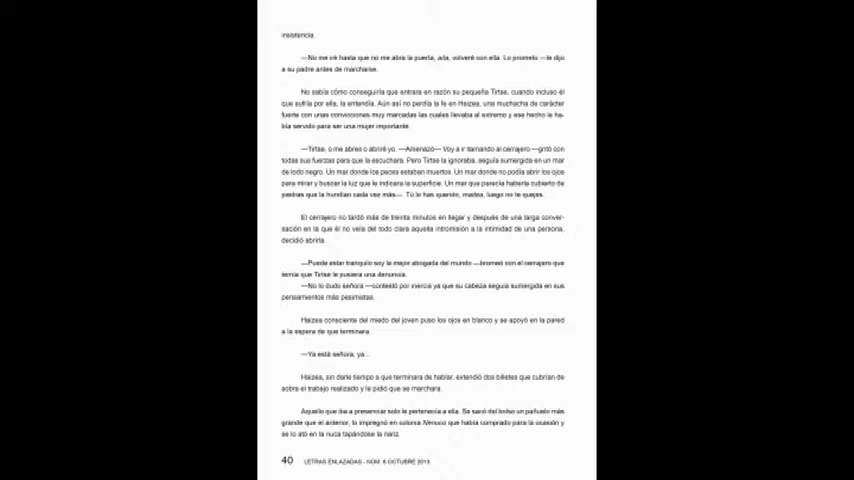 insistencia.
—No me iré hasta que no me abra la puerta, aita, volveré con ella. Lo prometo —le dijo
a su padre antes de marcharse.
No sabía cómo conseguiría que entrara en razón su pequeña Tirtse, cuando incluso él
que sufría por ella, la entendía. Aún así no perdía la fe en Haizea, una muchacha de carácter
fuerte con unas convicciones muy marcadas las cuales llevaba al extremo y ese hecho le ha-
bía servido para ser una mujer importante.
—Tirtse, o me abres o abriré yo. —Amenazó— Voy a ir llamando al cerrajero —gritó con
todas sus fuerzas para que la escuchara. Pero Tirtse la ignoraba, seguía sumergida en un mar
de lodo negro. Un mar donde los peces estaban muertos. Un mar donde no podía abrir los ojos
para mirar y buscar la luz que le indicara la superficie. Un mar que parecía haberla cubierto de
piedras que la hundían cada vez más—. Tú lo has querido, maitea, luego no te quejes.
El cerrajero no tardó más de treinta minutos en llegar y después de una larga conver-
sación en la que él no veía del todo clara aquella intromisión a la intimidad de una persona,
decidió abrirla.
—Puede estar tranquilo soy la mejor abogada del mundo —bromeó con el cerrajero que
temía que Tirtse le pusiera una denuncia.
—No lo dudo señora —contestó por inercia ya que su cabeza seguía sumergida en sus
pensamientos más pesimistas.
Haizea consciente del miedo del joven puso los ojos en blanco y se apoyó en la pared
a la espera de que terminara.
—Ya está señora, ya...
Haizea, sin darle tiempo a que terminara de hablar, extendió dos billetes que cubrían de
sobra el trabajo realizado y le pidió que se marchara.
Aquello que iba a presenciar solo le pertenecía a ella. Se sacó del bolso un pañuelo más
grande que el anterior, lo impregnó en colonia Nenuco que había comprado para la ocasión y
se lo ató en la nuca tapándose la nariz.
40 LETRAS ENLAZADAS - NÚM. 6 OCTUBRE 2013